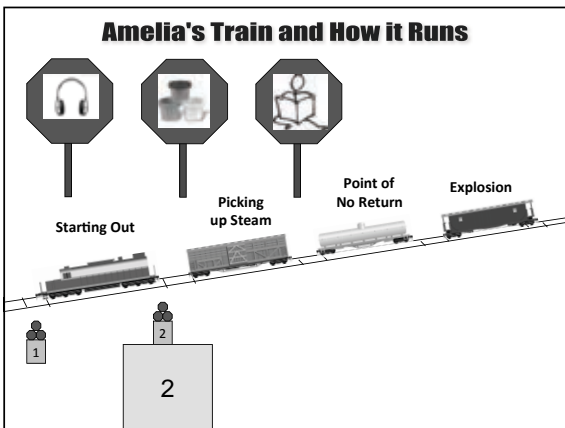 Amelia's Train and How it Runs
Starting Out
Picking
up Steam
Point of
No Return
Explosion
1
2
2